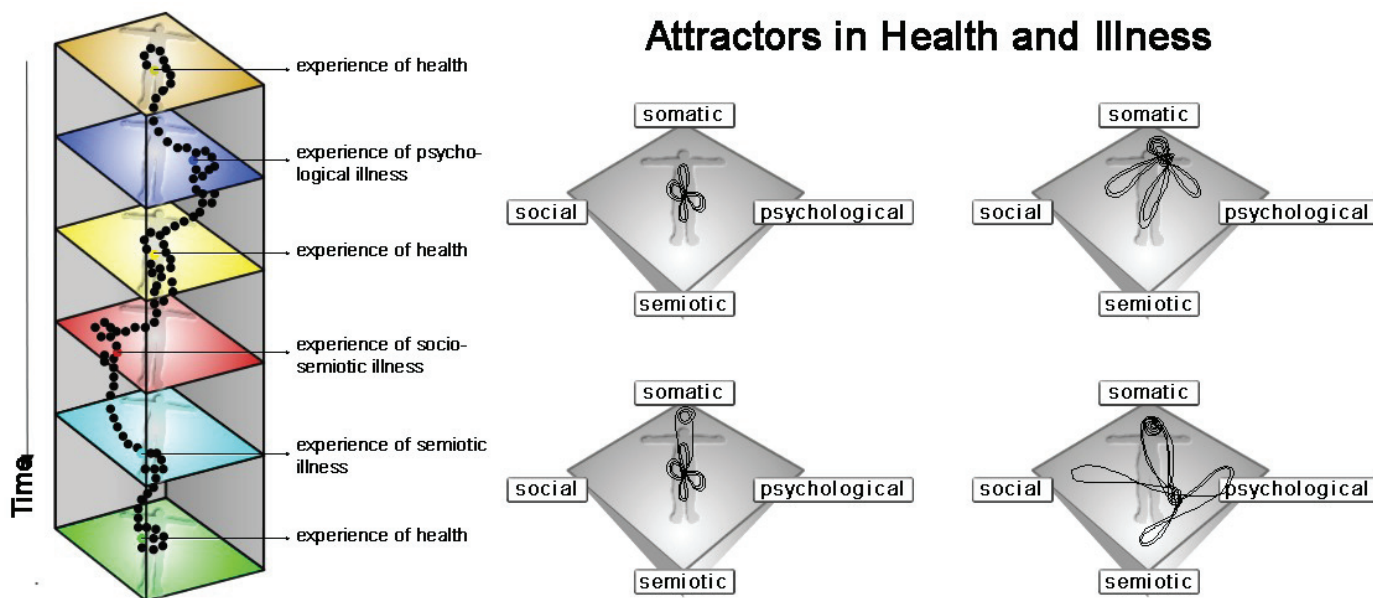 Attractors in Health and Illness
experience of health
experience of psycho-
logical illness
experience of health
experience of socio-
semiotic illness
experience of semiotic
illness
experience of health
Time
somatic
social
psychological
semiotic
somatic
social
psychological
semiotic
somatic
social
psychological
semiotic
somatic
social
psychological
semiotic